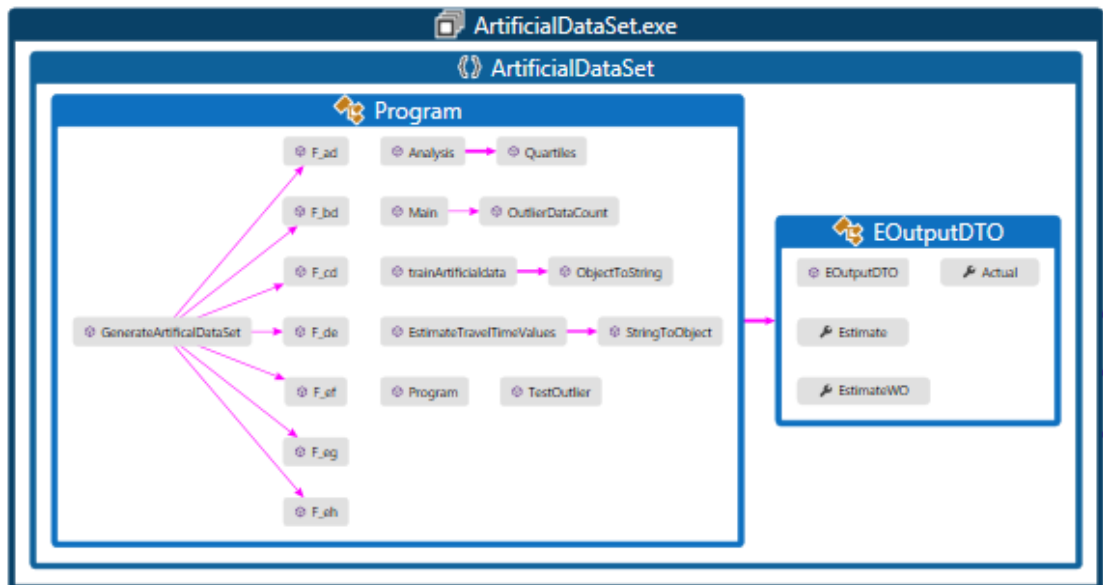 ArtificialDataSet.exe
ArtificialDataSet
Program
F_ad
Analysis
Quartiles
F_bd
Main
OutlierDataCount
F_cd
trainArtificialdata
ObjectToString
GenerateArtificalDataSet
F_de
EstimateTravelTimeValues
StringToObject
F_ef
Program
TestOutlier
F_eg
F_eh
EOutputDTO
EOutputDTO
Actual
Estimate
EstimateWO